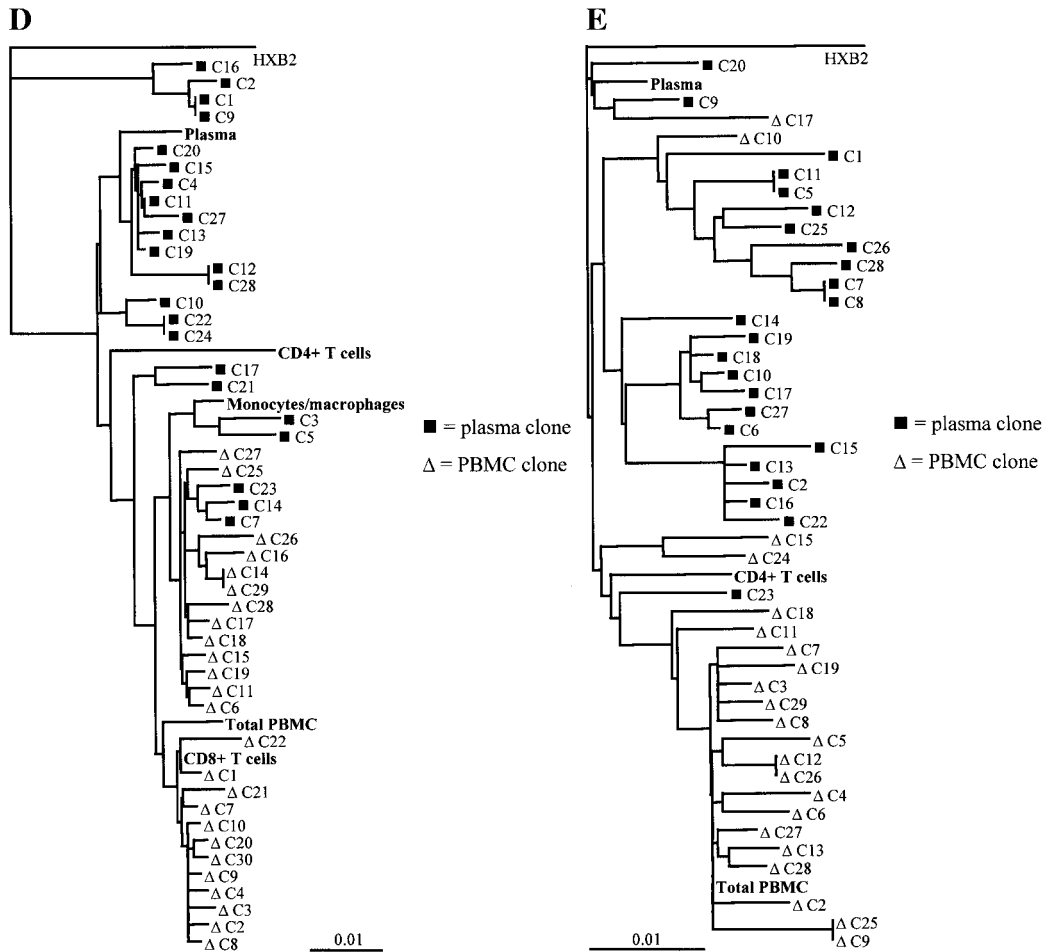 D
HXB2
■ C16
■ C2
■ C1
■ C9
Plasma
■ C20
■ C15
■ C4
■ C11
■ C27
■ C13
■ C19
■ C12
■ C28
■ C10
■ C22
■ C24
CD4+ T cells
■ C17
■ C21
Monocytes/macrophages
■ C3
■ C5
Δ C27
Δ C25
■ C23
■ C14
■ C7
Δ C26
Δ C16
Δ C14
Δ C29
Δ C28
Δ C17
Δ C18
Δ C15
Δ C19
Δ C11
Δ C6
Total PBMC
Δ C22
CD8+ T cells
Δ C1
Δ C21
Δ C7
Δ C10
Δ C20
Δ C30
Δ C9
Δ C4
Δ C3
Δ C2
Δ C8
0.01
■ = plasma clone
Δ = PBMC clone
E
HXB2
■ C20
Plasma
■ C9
Δ C17
Δ C10
■ C1
■ C11
■ C5
■ C12
■ C25
■ C26
■ C28
■ C7
■ C8
■ C14
■ C19
■ C18
■ C10
■ C17
■ C27
■ C6
■ C15
■ C13
■ C2
■ C16
■ C22
Δ C15
Δ C24
CD4+ T cells
■ C23
Δ C18
Δ C11
Δ C7
Δ C19
Δ C3
Δ C29
Δ C8
Δ C5
Δ C12
Δ C26
Δ C4
Δ C6
Δ C27
Δ C13
Δ C28
Total PBMC
Δ C2
Δ C25
Δ C9
0.01
■ = plasma clone
Δ = PBMC clone